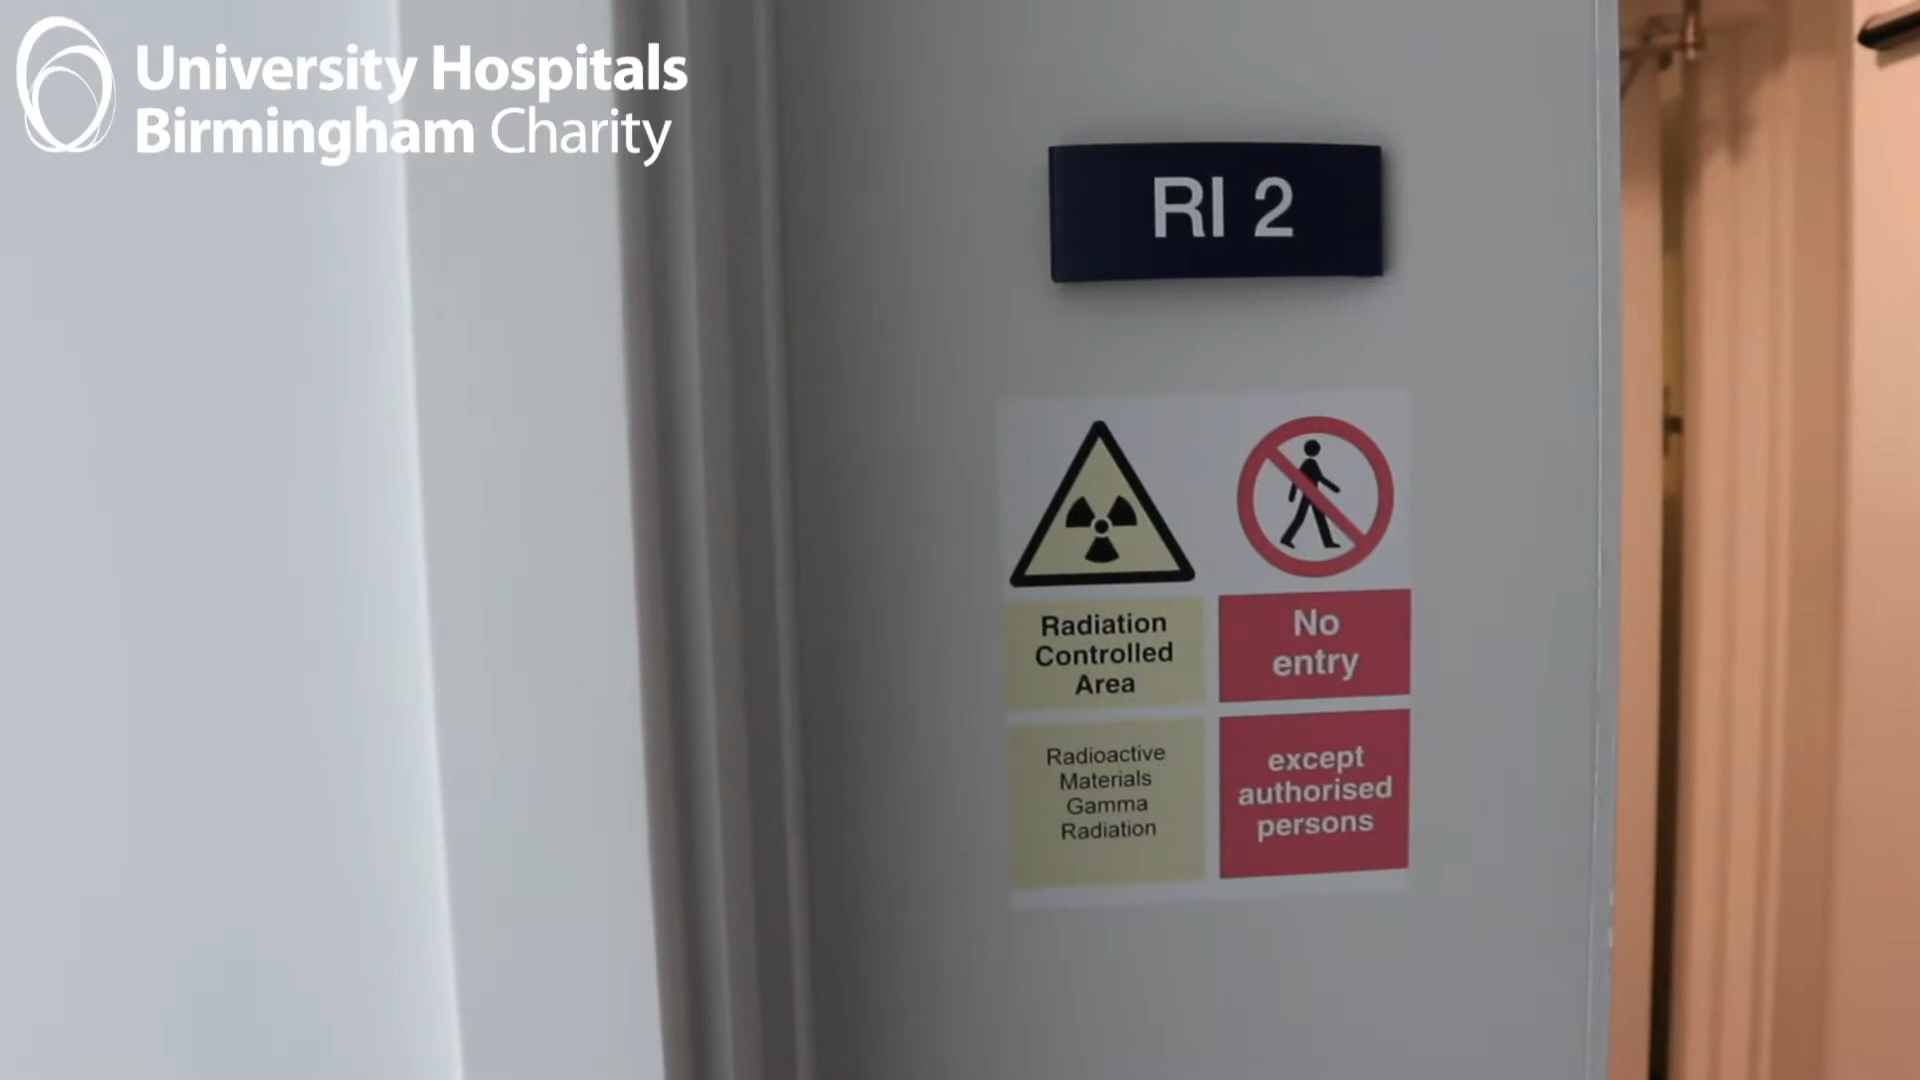 University Hospitals
Birmingham Charity
RI 2
Radiation
Controlled
Area
No
entry
Radioactive
Materials
Gamma
Radiation
except
authorised
persons